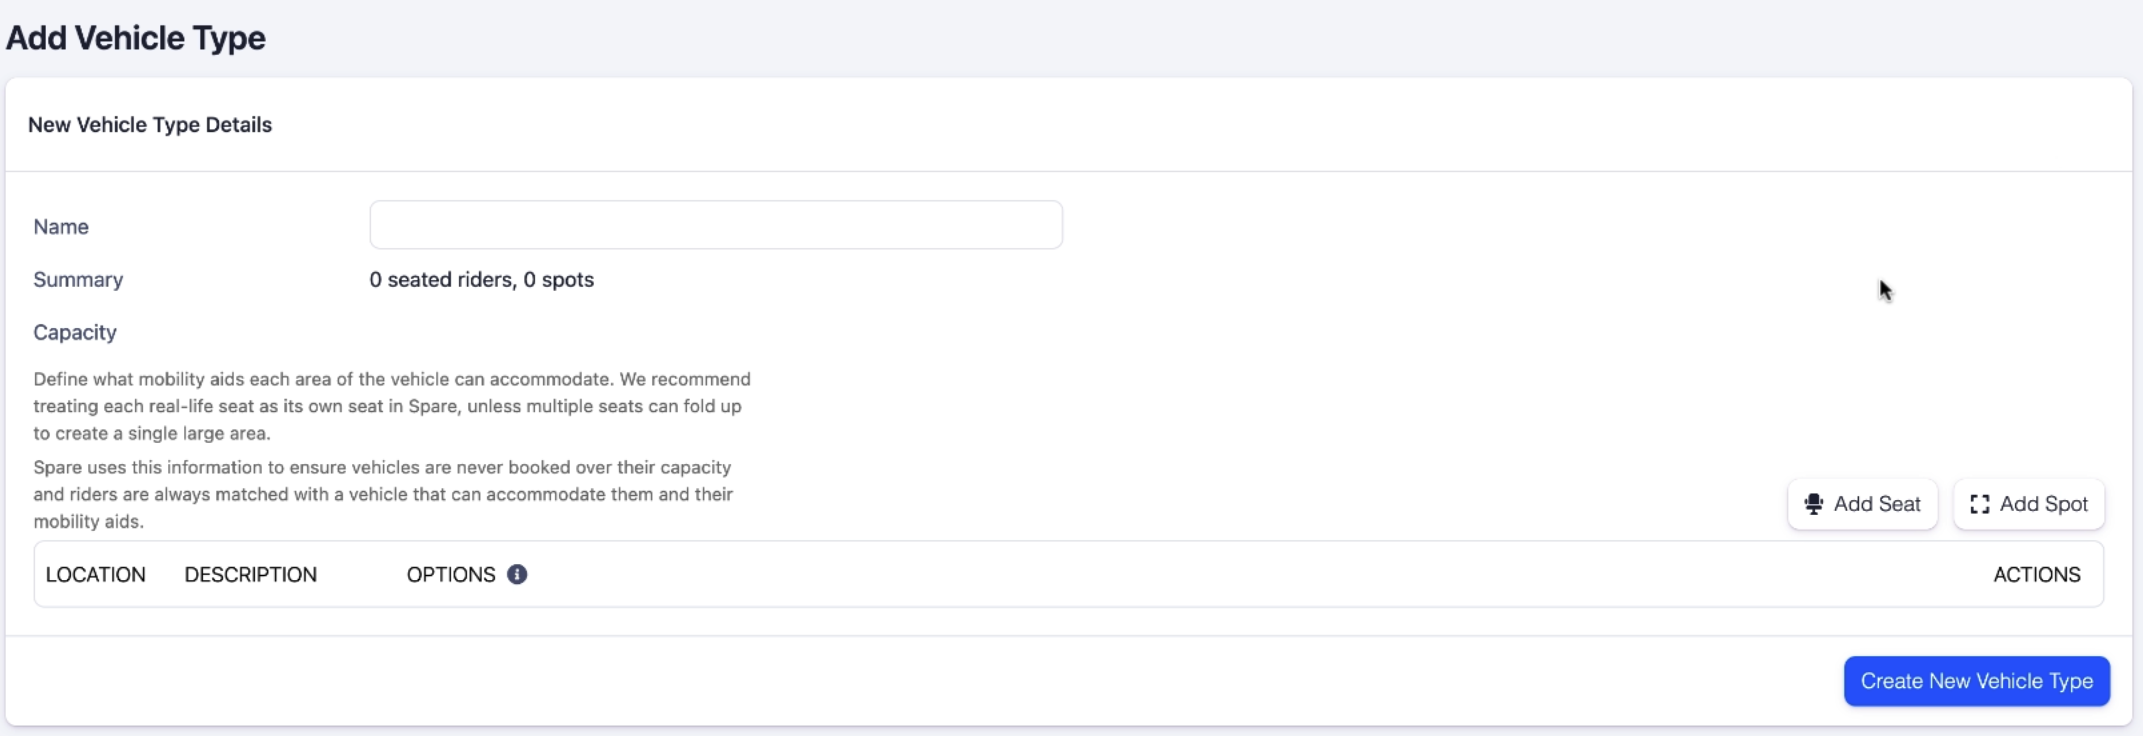 Add Vehicle Type
New Vehicle Type Details
Name
Summary 0 seated riders, 0 spots
Capacity
Define what mobility aids each area of the vehicle can accommodate. We recommend
treating each real-life seat as its own seat in Spare, unless multiple seats can fold up
to create a single large area.
Spare uses this information to ensure vehicles are never booked over their capacity
and riders are always matched with a vehicle that can accommodate them and their
mobility aids.
Add Seat Add Spot
LOCATION DESCRIPTION OPTIONS ACTIONS
Create New Vehicle Type